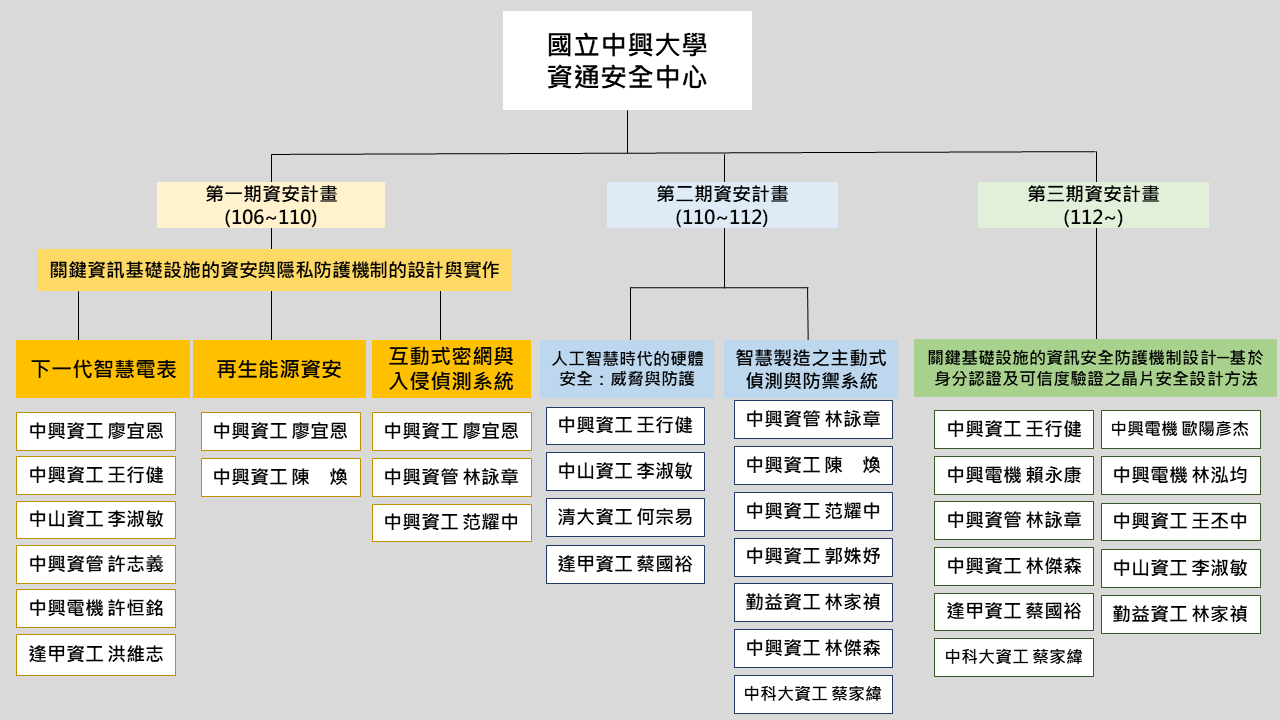 國立中興大學
資通安全中心
第一期資安計畫
(106~110)
第二期資安計畫
(110~112)
第三期資安計畫
(112~)
關鍵資訊基礎設施的資安與隱私防護機制的設計與實作
下一代智慧電表
中興資工 廖宜恩
中興資工 王行健
中山資工 李淑敏
中興資管 許志義
中興電機 許恒銘
逢甲資工 洪維志
再生能源資安
中興資工 廖宜恩
中興資工 陳　煥
互動式密網與
入侵偵測系統
中興資工 廖宜恩
中興資管 林詠章
中興資工 范耀中
人工智慧時代的硬體
安全：威脅與防護
中興資工 王行健
中山資工 李淑敏
清大資工 何宗易
逢甲資工 蔡國裕
智慧製造之主動式
偵測與防禦系統
中興資管 林詠章
中興資工 陳　煥
中興資工 范耀中
中興資工 郭姝妤
勤益資工 林家禎
中興資工 林傑森
中科大資工 蔡家緯
關鍵基礎設施的資訊安全防護機制設計─基於
身分認證及可信度驗證之晶片安全設計方法
中興資工 王行健
中興電機 賴永康
中興資管 林詠章
中興資工 林傑森
逢甲資工 蔡國裕
中科大資工 蔡家緯
中興電機 歐陽彥杰
中興電機 林泓均
中興資工 王丕中
中山資工 李淑敏
勤益資工 林家禎